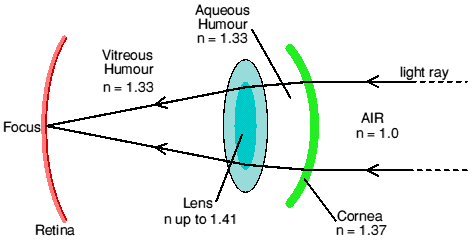 Aqueous
Humour
n = 1.33
Vitreous
Humour
n = 1.33
light ray
AIR
n = 1.0
Focus
Lens
n up to 1.41
Cornea
n = 1.37
Retina